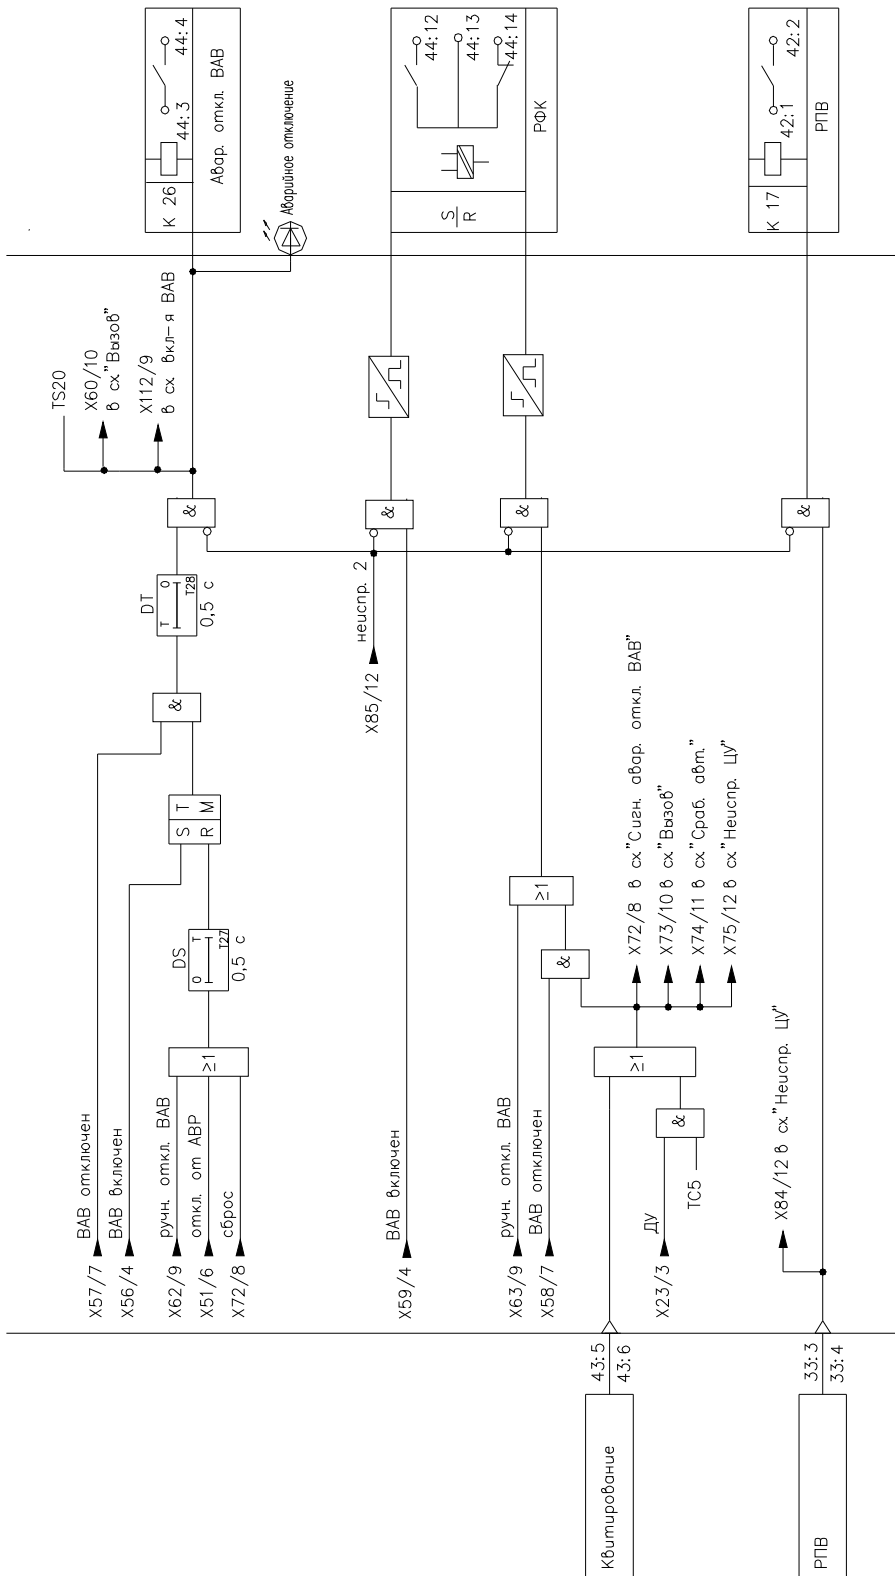 К 26
44:3
44:4
Авар. откл. ВАВ
Аварийное отключение
44:12
44:13
44:14
РФК
S
R
К 17
42:1
42:2
РПВ
TS20
X60/10
в сх."Вызов"
X112/9
в сх. вкл-я ВАВ
&
&
&
&
DT
T
0
T28
0,5 с
неиспр. 2
X85/12
&
S
T
R
M
DS
0
T
T27
0,5 с
≥1
≥1
&
X72/8 в сх."Сигн. авар. откл. ВАВ"
X73/10 в сх."Вызов"
X74/11 в сх."Сраб. авт."
X75/12 в сх."Неиспр. ЦУ"
≥1
&
ТС5
X84/12 в сх."Неиспр. ЦУ"
X57/7
ВАВ отключен
X56/4
ВАВ включен
X62/9
ручн. откл. ВАВ
X51/6
откл. от АВР
X72/8
сброс
X59/4
ВАВ включен
X63/9
ручн. откл. ВАВ
X58/7
ВАВ отключен
X23/3
ДУ
43:5
43:6
Квитирование
33:3
33:4
РПВ